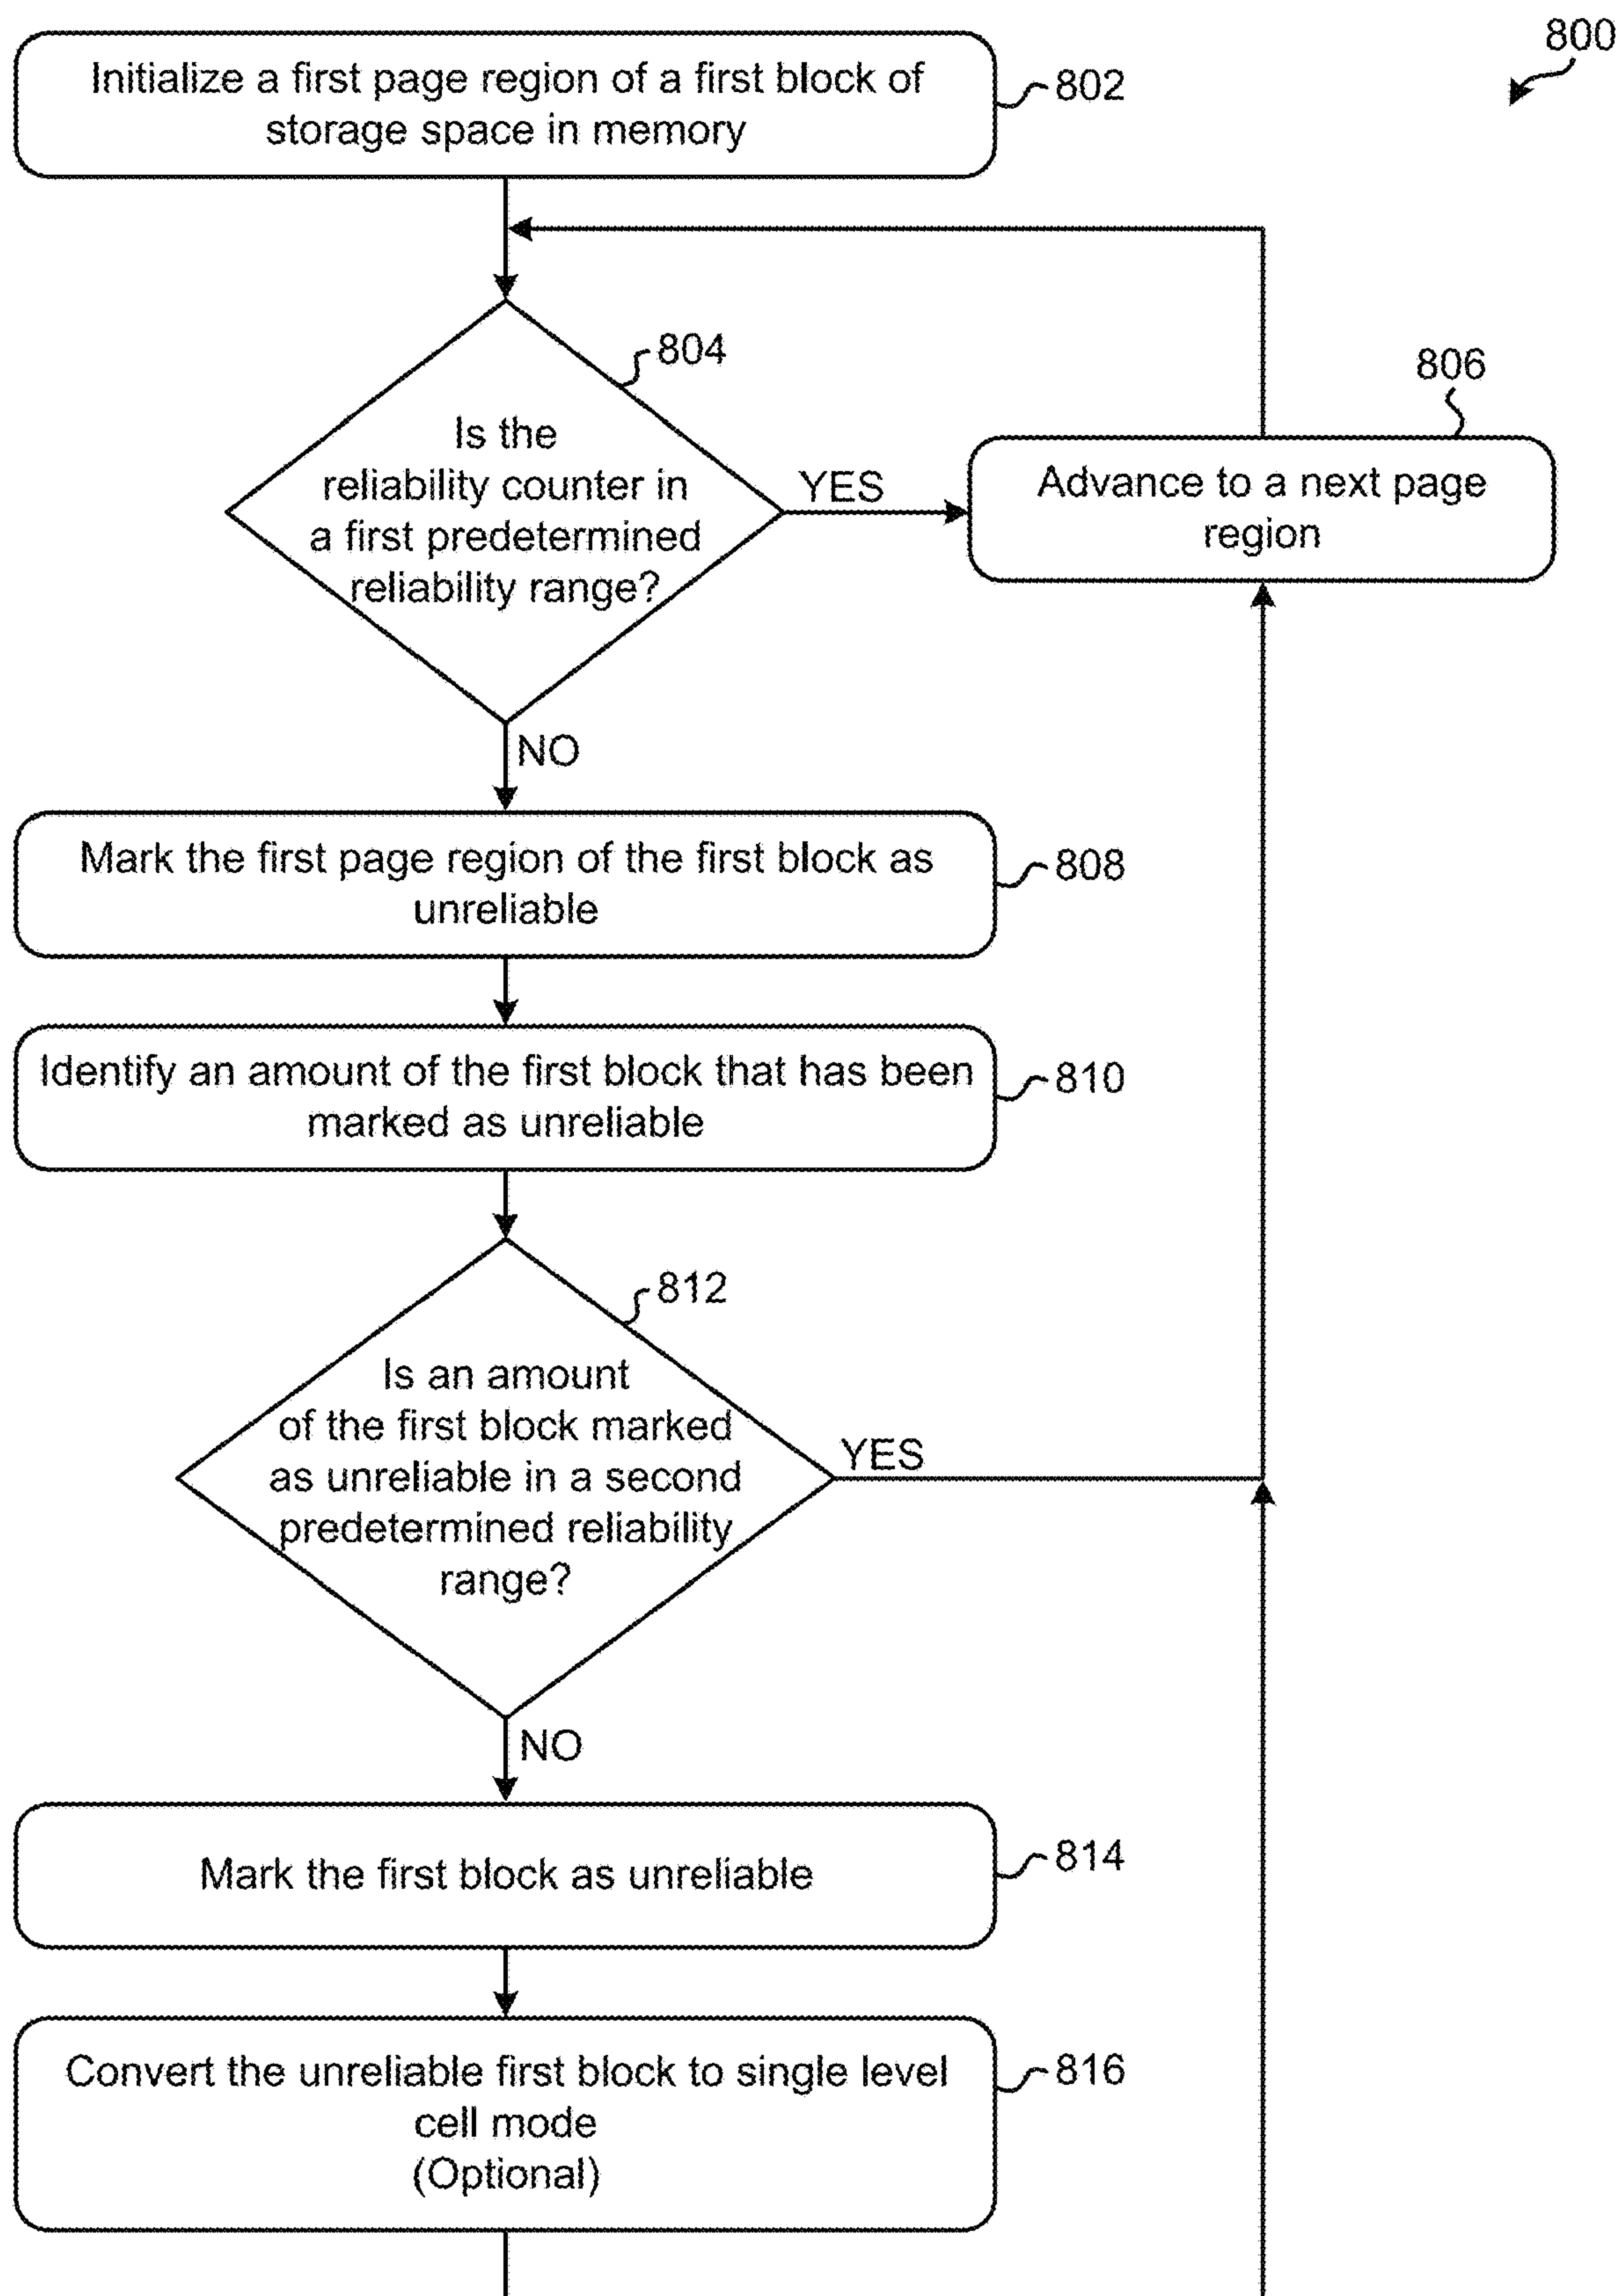 800
Initialize a first page region of a first block of
storage space in memory
802
804
Is the
reliability counter in
a first predetermined
reliability range?
YES
806
Advance to a next page
region
NO
Mark the first page region of the first block as
unreliable
808
Identify an amount of the first block that has been
marked as unreliable
810
812
Is an amount
of the first block marked
as unreliable in a second
predetermined reliability
range?
YES
NO
Mark the first block as unreliable
814
Convert the unreliable first block to single level
cell mode
(Optional)
816